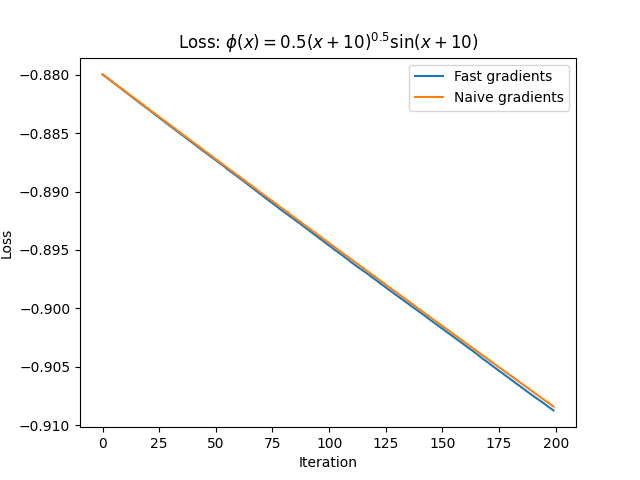 Loss: $\phi(x) = 0.5(x + 10)^{0.5}\sin(x + 10)$
Fast gradients
Naive gradients
−0.880
−0.885
−0.890
−0.895
−0.900
−0.905
−0.910
Loss
0 25 50 75 100 125 150 175 200
Iteration